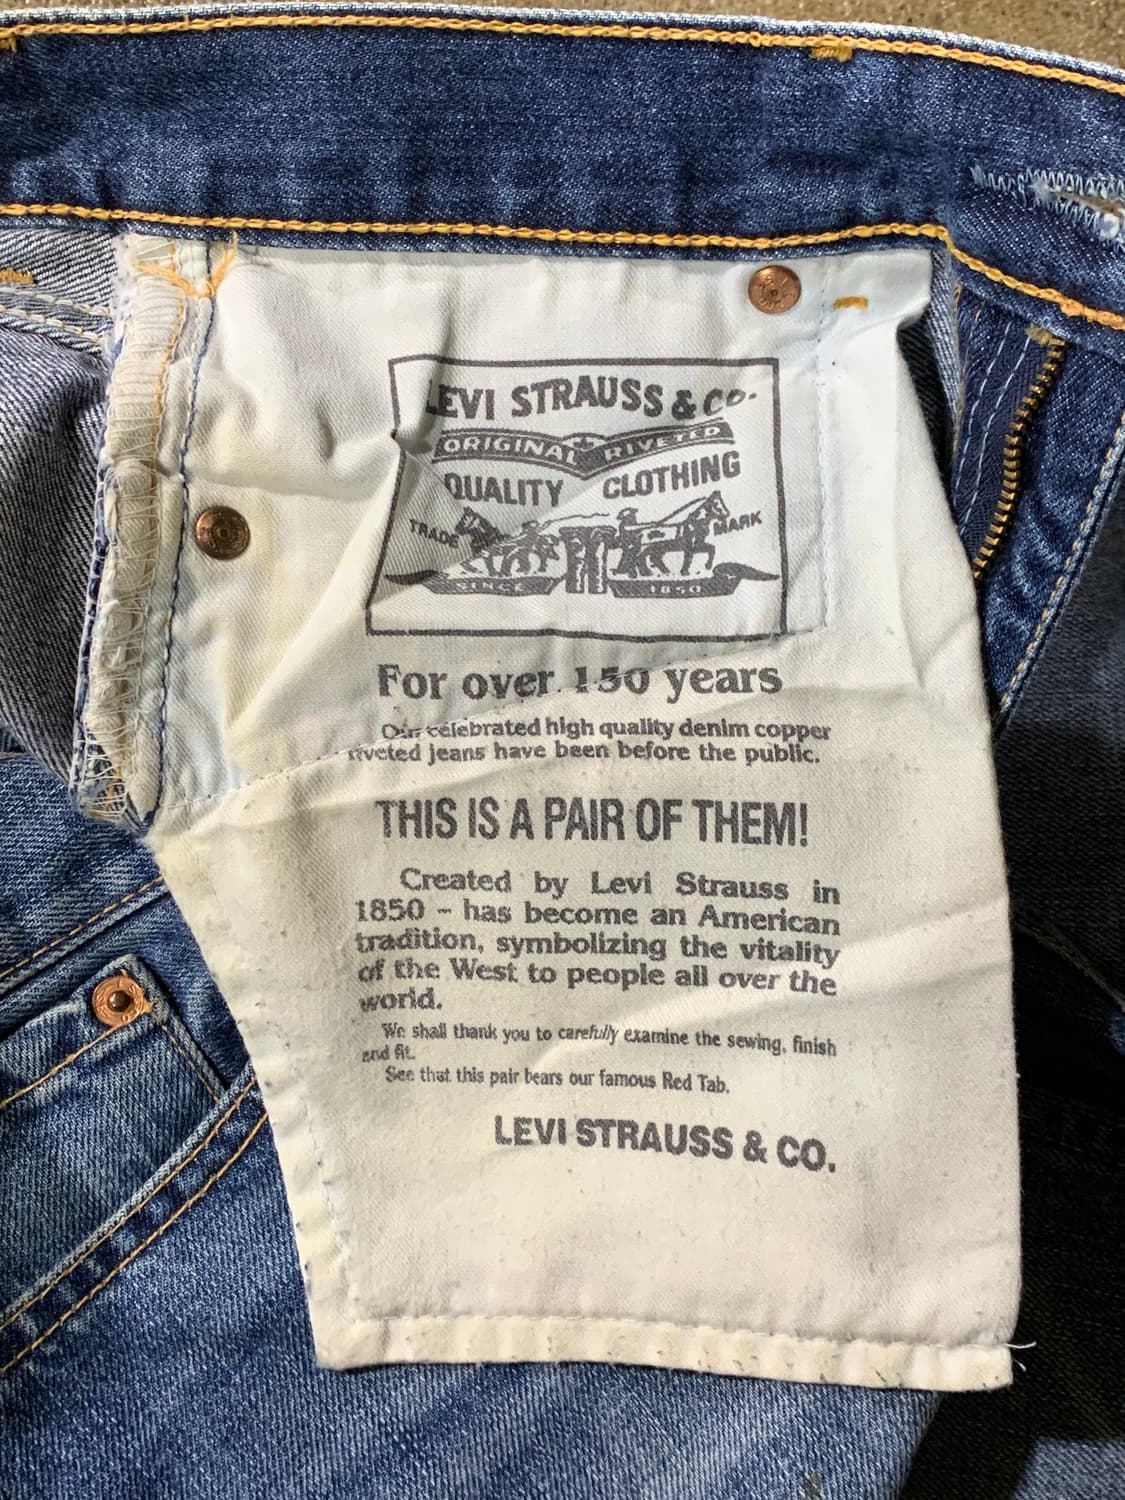 LEVI STRAUSS & CO.
ORIGINAL RIVETED
QUALITY CLOTHING
TRADE MARK
SINCE 1850
For over 150 years
Our celebrated high quality denim copper
riveted jeans have been before the public.
THIS IS A PAIR OF THEM!
Created by Levi Strauss in
1850 – has become an American
tradition, symbolizing the vitality
of the West to people all over the
world.
We shall thank you to carefully examine the sewing, finish
and fit.
See that this pair bears our famous Red Tab.
LEVI STRAUSS & CO.